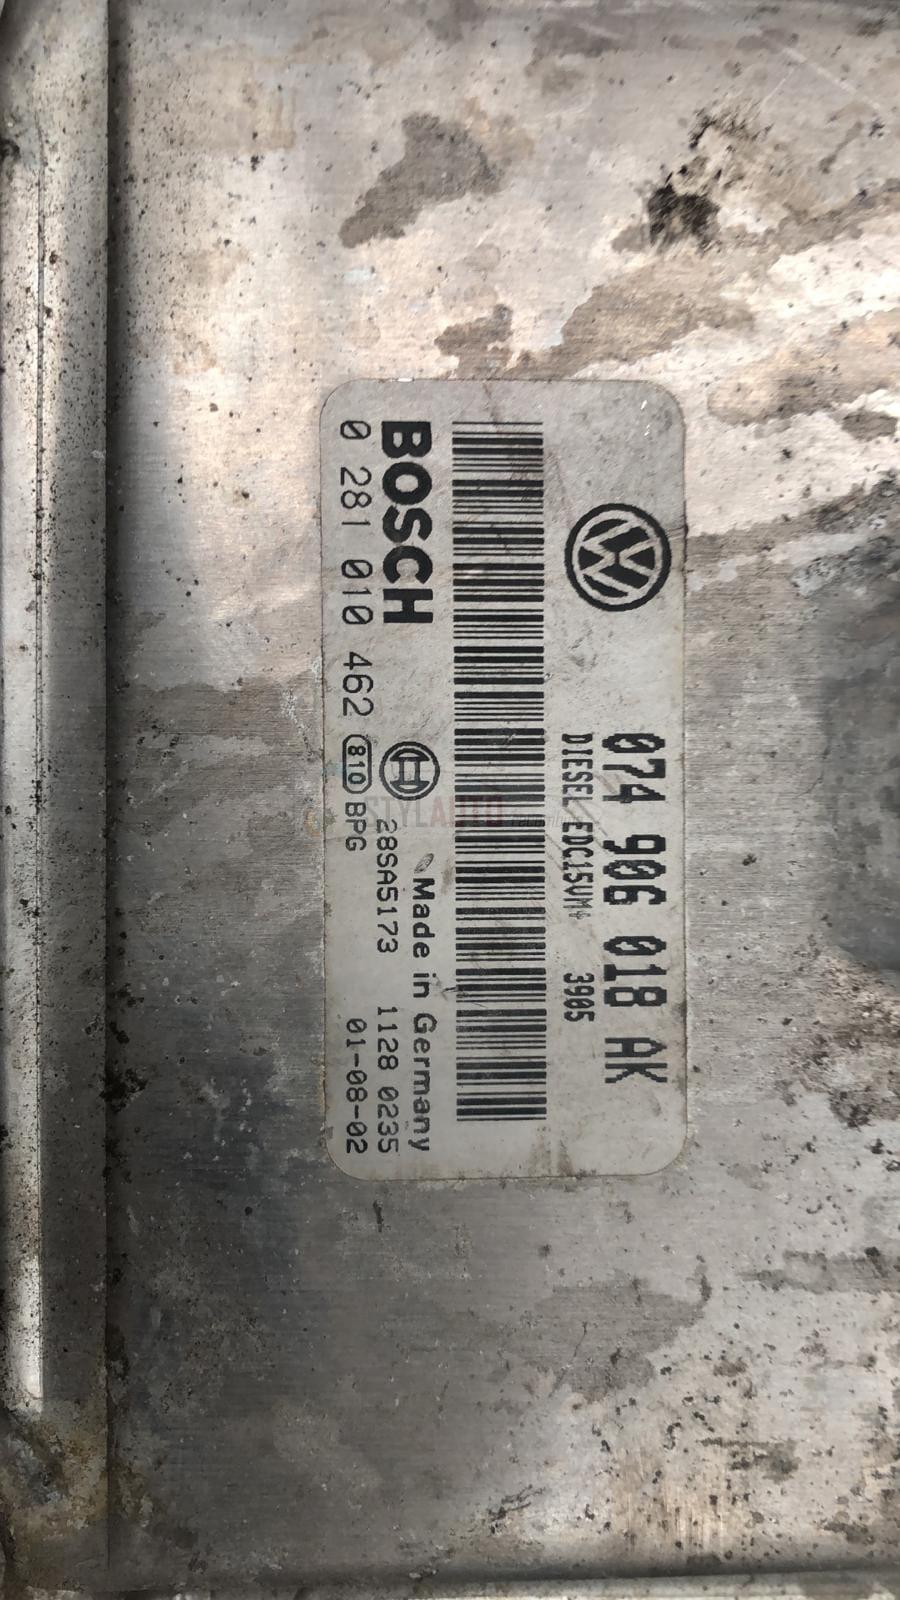 074 906 018 AK
DIESEL EDC15VM+ 3905
BOSCH
Made in Germany
28SA5173 1128 0235
0 281 010 462 810 BPG 01-08-02
STYLAUTO